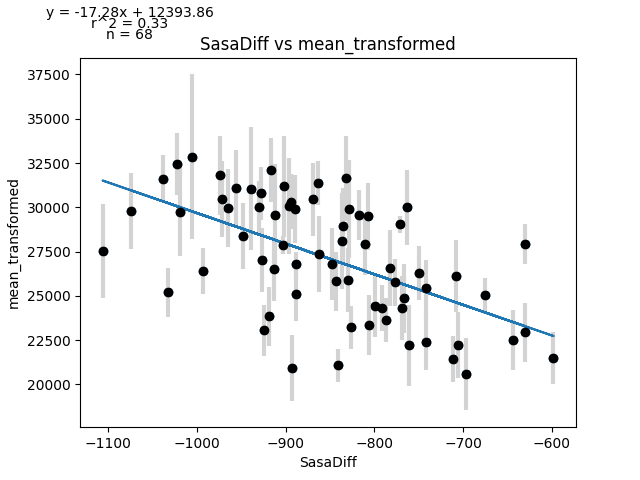 y = -17.28x + 12393.86
r^2 = 0.33
n = 68
SasaDiff vs mean_transformed
37500
35000
32500
30000
27500
25000
22500
20000
mean_transformed
−1100 −1000 −900 −800 −700 −600
SasaDiff